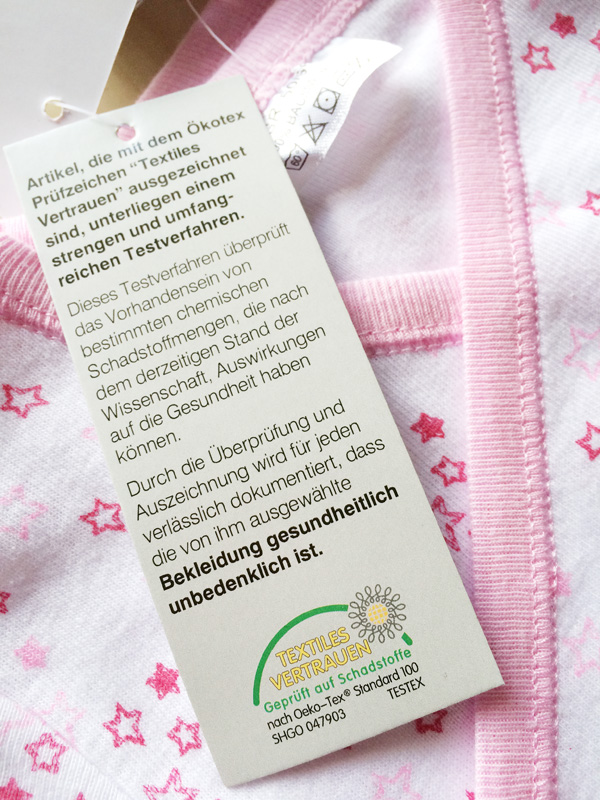 Artikel, die mit dem Ökotex
Prüfzeichen “Textiles
Vertrauen” ausgezeichnet
sind, unterliegen einem
strengen und umfang-
reichen Testverfahren.
Dieses Testverfahren überprüft
das Vorhandensein von
bestimmten chemischen
Schadstoffmengen, die nach
dem derzeitigen Stand der
Wissenschaft, Auswirkungen
auf die Gesundheit haben
können.
Durch die Überprüfung und
Auszeichnung wird für jeden
verlässlich dokumentiert, dass
die von ihm ausgewählte
Bekleidung gesundheitlich
unbedenklich ist.
TEXTILES
VERTRAUEN
Geprüft auf Schadstoffe
nach Oeko–Tex® Standard 100
SHGO 047903 TESTEX